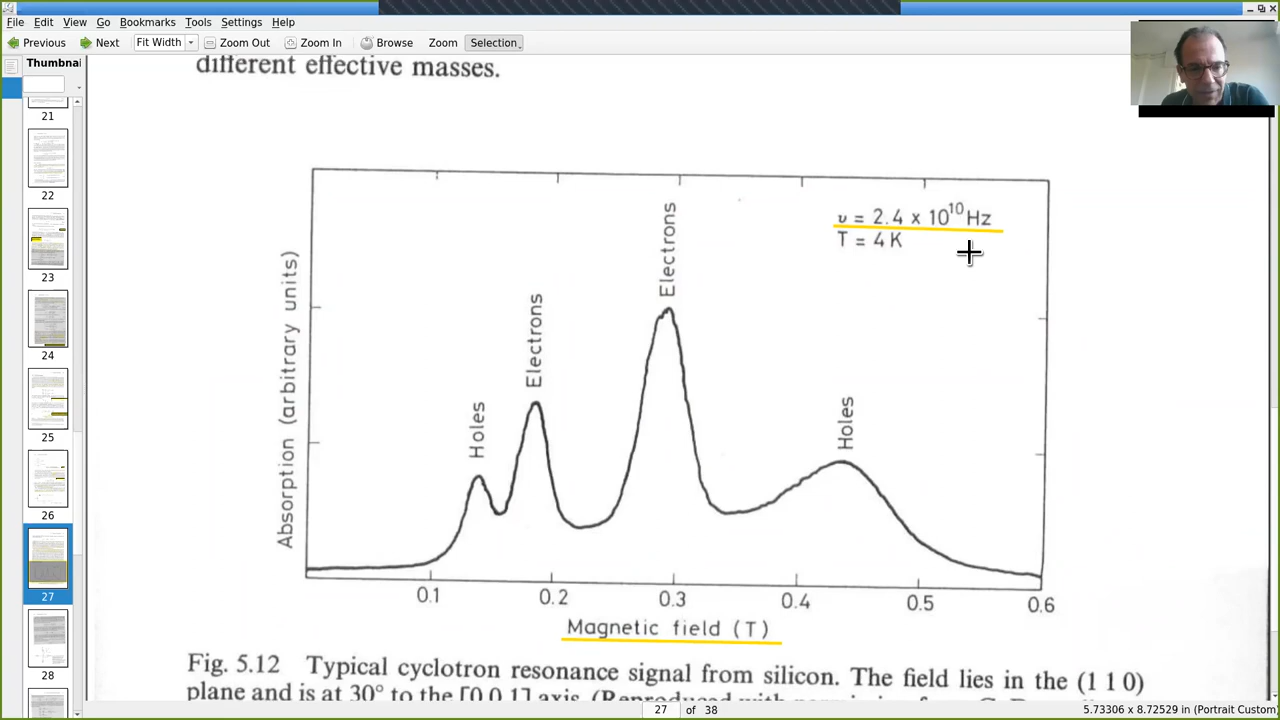 File Edit View Go Bookmarks Tools Settings Help
Previous Next Fit Width Zoom Out Zoom In Browse Zoom Selection
Thumbnai
21
22
23
24
25
26
27
28
different effective masses.
ν = 2.4 x 10¹⁰ Hz
T = 4 K
Absorption (arbitrary units)
Holes
Electrons
Electrons
Holes
0.1 0.2 0.3 0.4 0.5 0.6
Magnetic field (T)
Fig. 5.12 Typical cyclotron resonance signal from silicon. The field lies in the (1 1 0)
plane and is at 30° to the [0 0 1] axis. (Reproduced with
27 of 38
5.73306 x 8.72529 in (Portrait Custom)